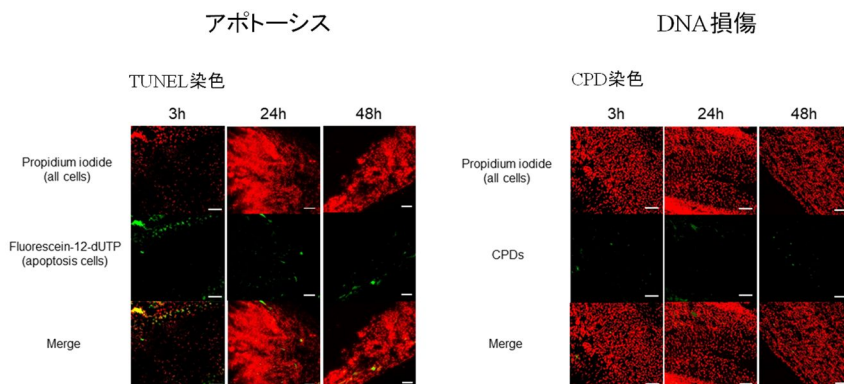 アポトーシス
TUNEL染色
3h 24h 48h
Propidium iodide
(all cells)
Fluorescein-12-dUTP
(apoptosis cells)
Merge
DNA損傷
CPD染色
3h 24h 48h
Propidium iodide
(all cells)
CPDs
Merge